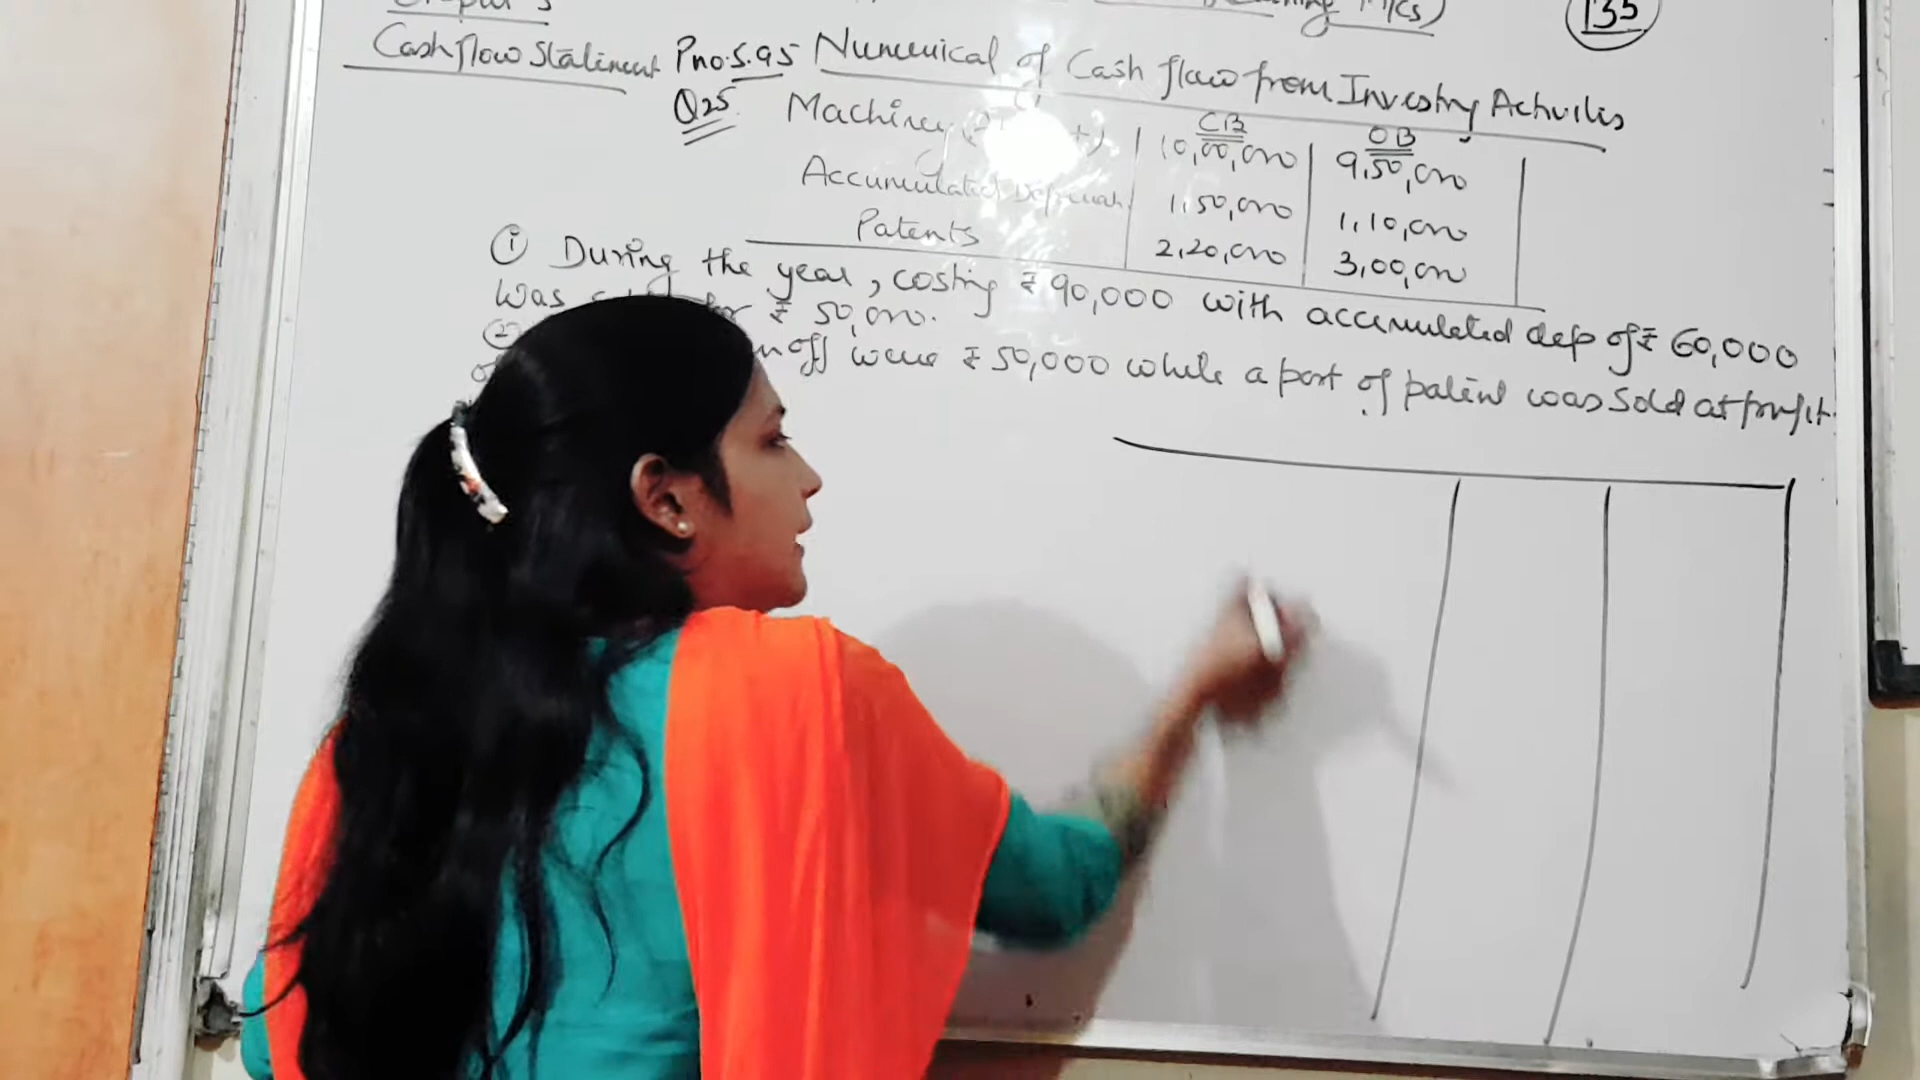 Cash flow Statement Pno. 5.95 Numerical of Cash flow from Investing Activities
Q25
CB OB
Machinery 10,00,000 9,50,000
Accumulated 1,50,000 1,10,000
Patents 2,20,000 3,00,000
① During the year, costing ₹ 90,000 with accumulated dep of ₹ 60,000
was ₹ 50,000.
② off were ₹ 50,000 while a part of patent was sold at profit
135